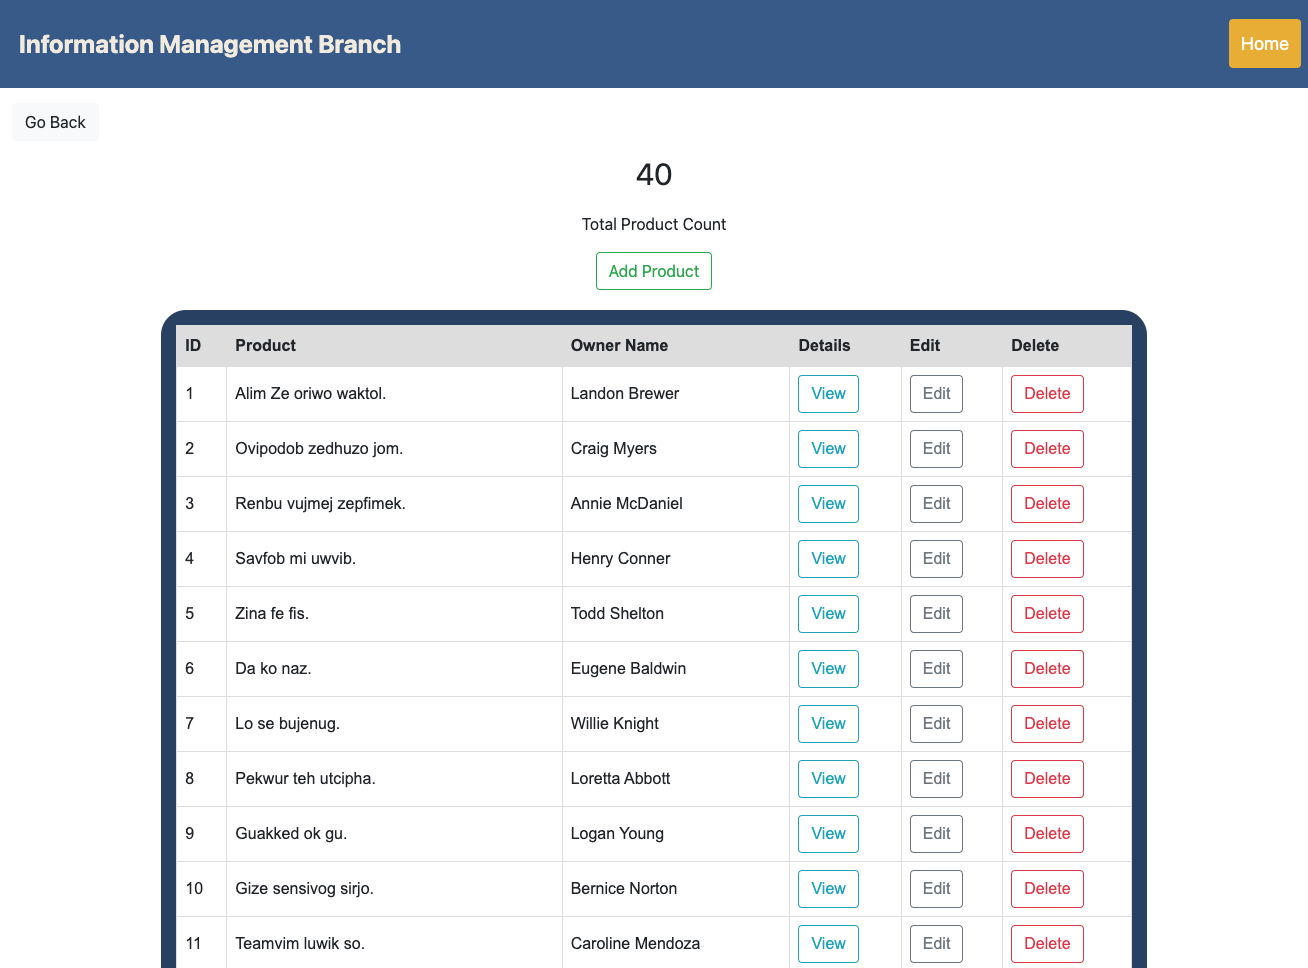 Information Management Branch Home
Go Back
40
Total Product Count
Add Product
ID Product Owner Name Details Edit Delete
1 Alim Ze oriwo waktol. Landon Brewer View Edit Delete
2 Ovipodob zedhuzo jom. Craig Myers View Edit Delete
3 Renbu vujmej zepfimek. Annie McDaniel View Edit Delete
4 Savfob mi uwvib. Henry Conner View Edit Delete
5 Zina fe fis. Todd Shelton View Edit Delete
6 Da ko naz. Eugene Baldwin View Edit Delete
7 Lo se bujenug. Willie Knight View Edit Delete
8 Pekwur teh utcipha. Loretta Abbott View Edit Delete
9 Guakked ok gu. Logan Young View Edit Delete
10 Gize sensivog sirjo. Bernice Norton View Edit Delete
11 Teamvim luwik so. Caroline Mendoza View Edit Delete